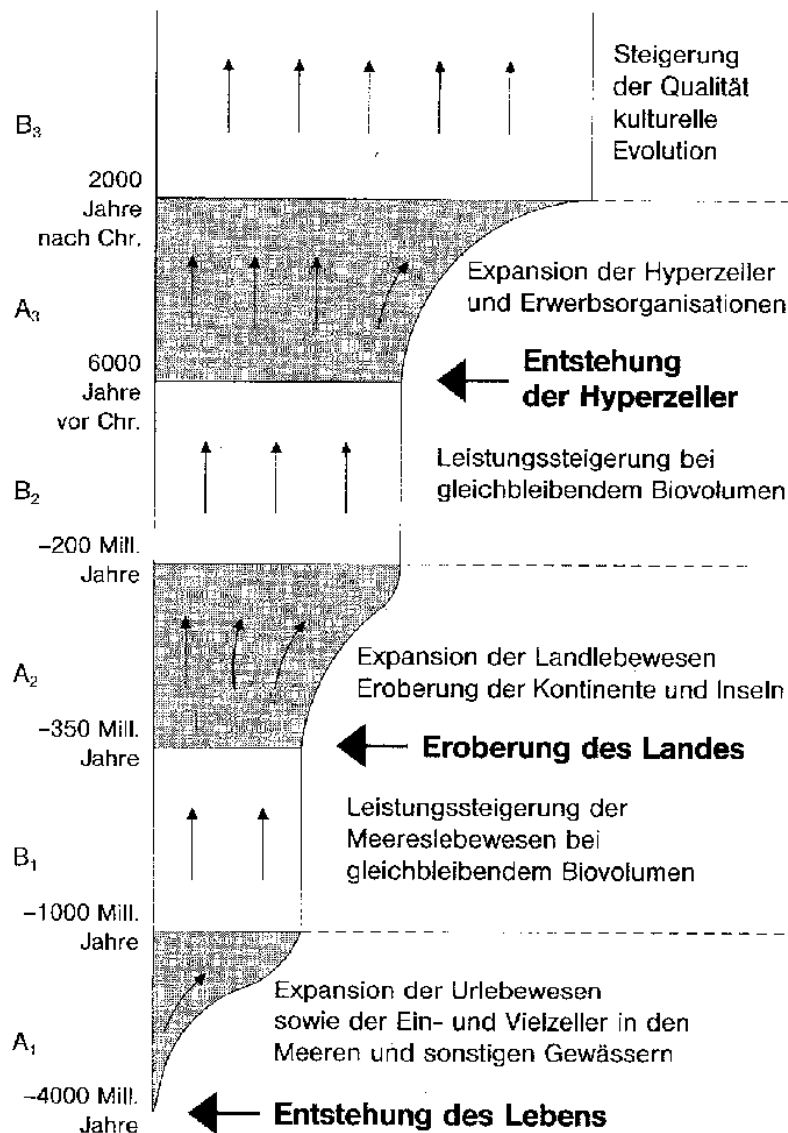 Steigerung
der Qualität
kulturelle
Evolution
B₃
2000
Jahre
nach Chr.
Expansion der Hyperzeller
und Erwerbsorganisationen
A₃
6000
Jahre
vor Chr.
Entstehung
der Hyperzeller
Leistungssteigerung bei
gleichbleibendem Biovolumen
B₂
–200 Mill.
Jahre
Expansion der Landlebewesen
Eroberung der Kontinente und Inseln
A₂
–350 Mill.
Jahre
Eroberung des Landes
Leistungssteigerung der
Meereslebewesen bei
gleichbleibendem Biovolumen
B₁
–1000 Mill.
Jahre
Expansion der Urlebewesen
sowie der Ein- und Vielzeller in den
Meeren und sonstigen Gewässern
A₁
–4000 Mill.
Jahre
Entstehung des Lebens